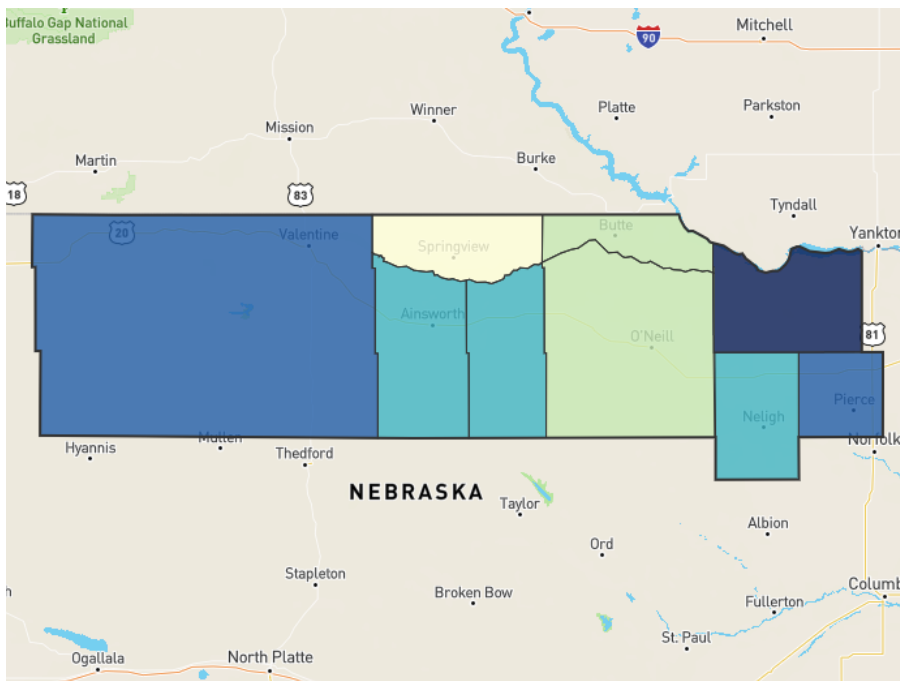 Buffalo Gap National
Grassland
90
Mitchell
Winner
Platte
Parkston
Mission
Martin
Burke
18
83
Tyndall
20
Valentine
Springview
Butte
Yankton
Ainsworth
O'Neill
81
Neligh
Pierce
Hyannis
Mullen
Thedford
Norfolk
NEBRASKA
Taylor
Albion
Ord
Stapleton
Broken Bow
Columb
Fullerton
St. Paul
Ogallala
North Platte
h